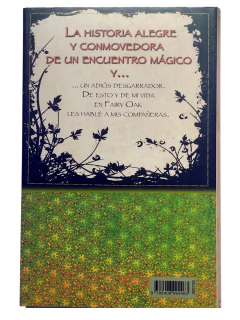 LA HISTORIA ALEGRE
Y CONMOVEDORA
DE UN ENCUENTRO MÁGICO
Y...
... UN ADIÓS DESGARRADOR.
DE ESTO Y DE MI VIDA
EN FAIRY OAK
LES HABLÉ A MIS COMPAÑERAS.